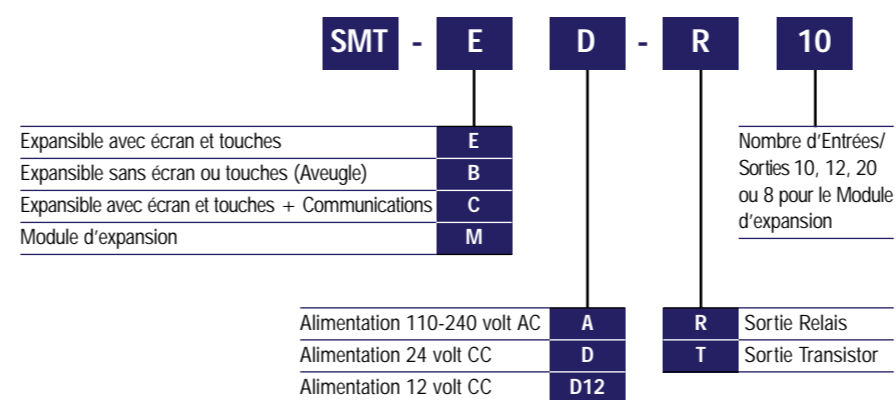 SMT - E D - R 10
Expansible avec écran et touches E
Expansible sans écran ou touches (Aveugle) B
Expansible avec écran et touches + Communications C
Module d'expansion M
Nombre d'Entrées/
Sorties 10, 12, 20
ou 8 pour le Module
d'expansion
Alimentation 110-240 volt AC A
Alimentation 24 volt CC D
Alimentation 12 volt CC D12
R Sortie Relais
T Sortie Transistor